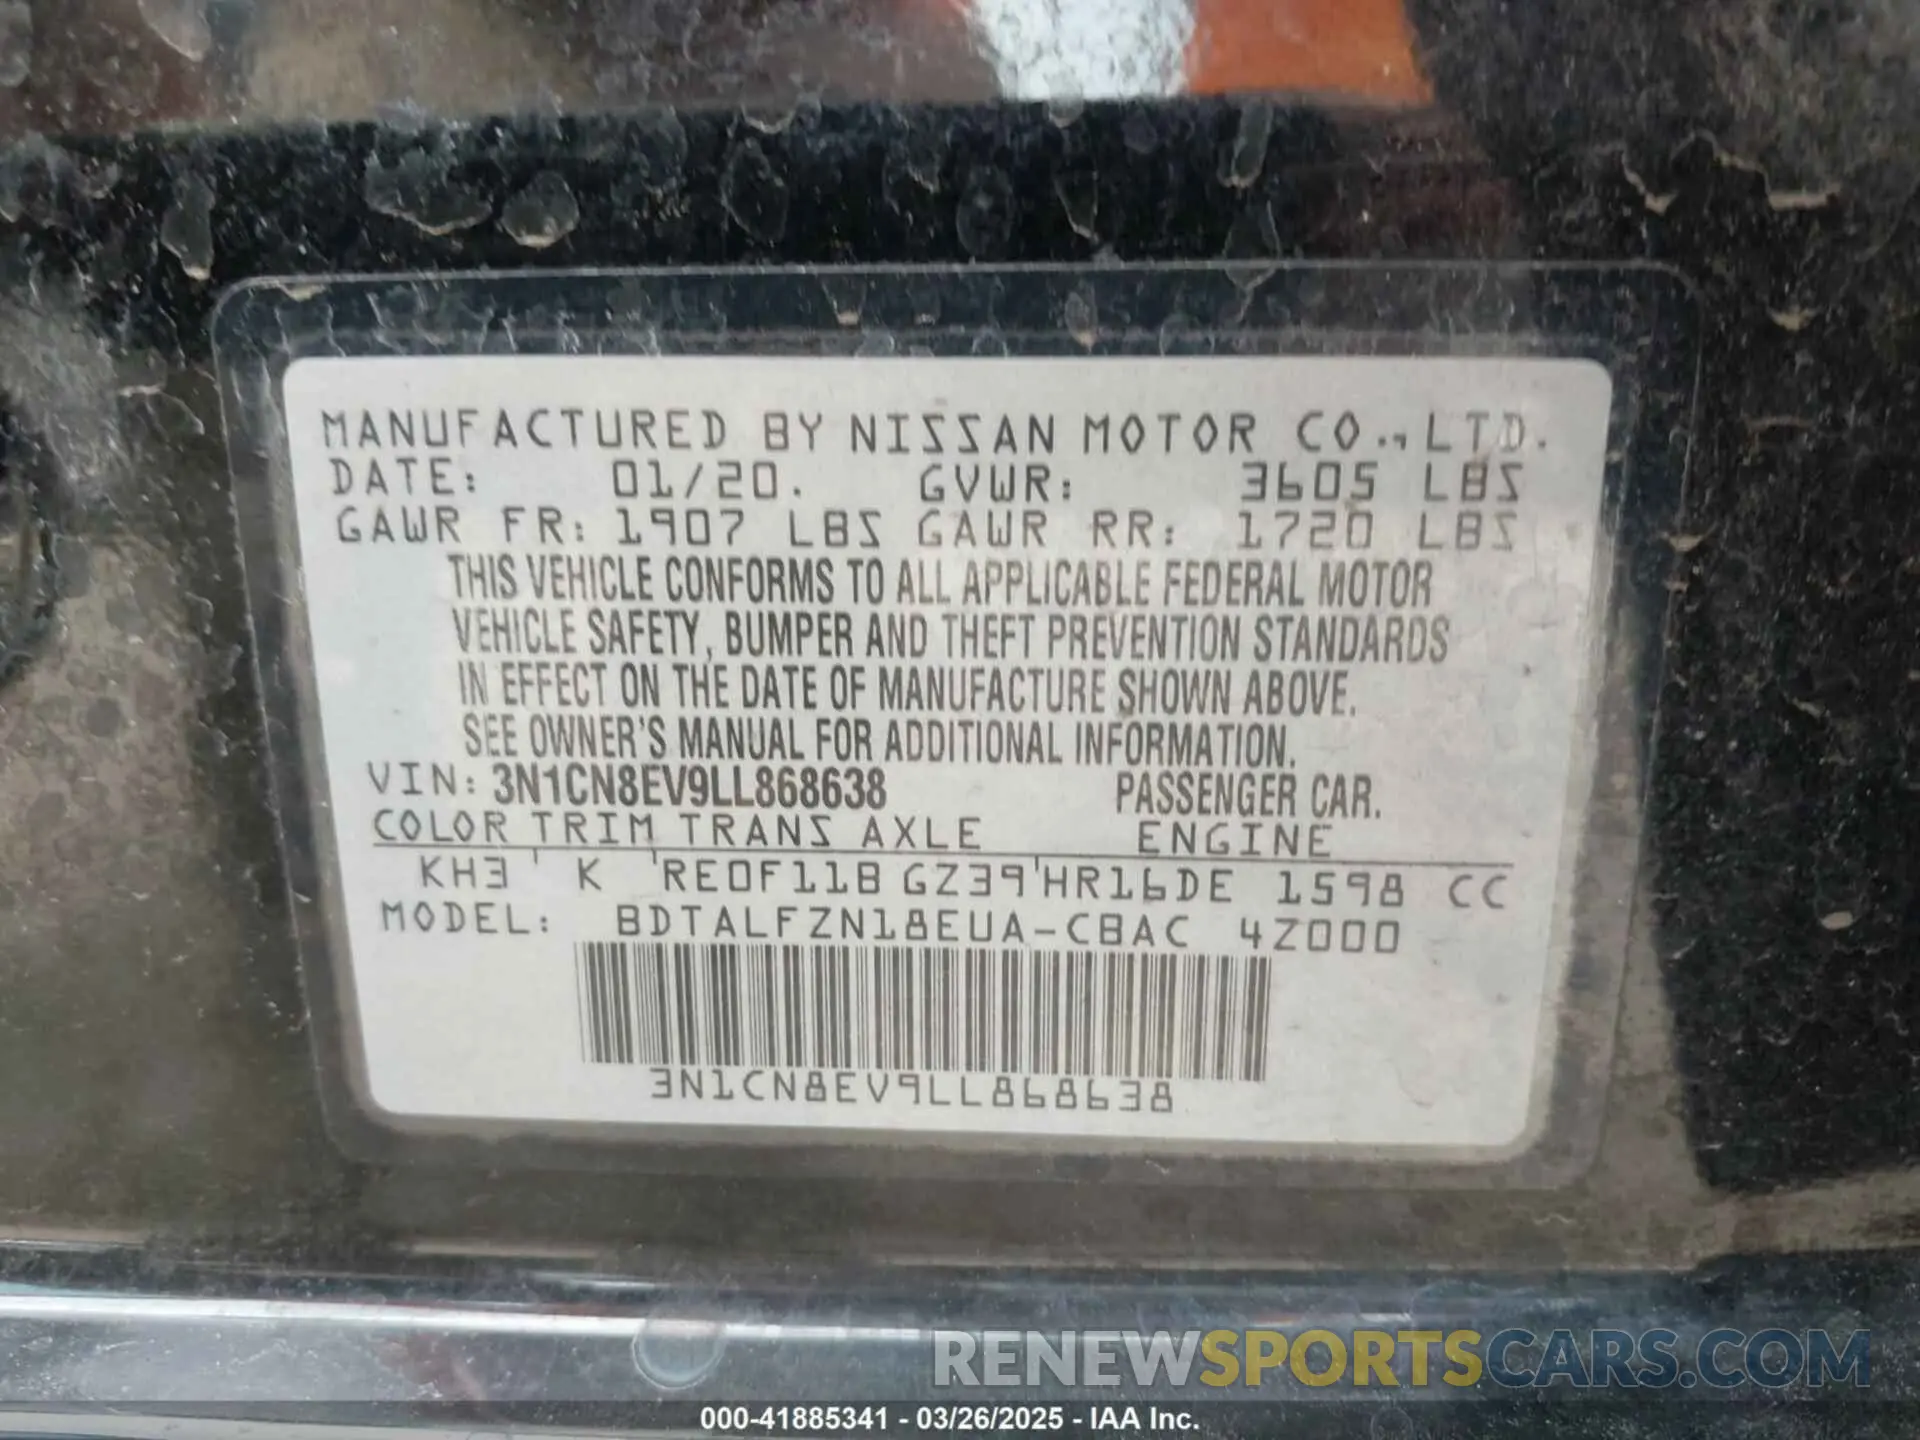 MANUFACTURED BY NISSAN MOTOR CO., LTD.
DATE: 01/20. GVWR: 3605 LBS
GAWR FR: 1907 LBS GAWR RR: 1720 LBS
THIS VEHICLE CONFORMS TO ALL APPLICABLE FEDERAL MOTOR
VEHICLE SAFETY, BUMPER AND THEFT PREVENTION STANDARDS
IN EFFECT ON THE DATE OF MANUFACTURE SHOWN ABOVE.
SEE OWNER'S MANUAL FOR ADDITIONAL INFORMATION.
VIN: 3N1CN8EV9LL868638 PASSENGER CAR.
COLOR TRIM TRANS AXLE ENGINE
KH3 ' K ' RE0F11B GZ39 ' HR16DE 1598 CC
MODEL: BDTALFZN18EUA-CBAC 4Z000
3N1CN8EV9LL868638
RENEWSPORTSCARS.COM
000-41885341 - 03/26/2025 - IAA Inc.